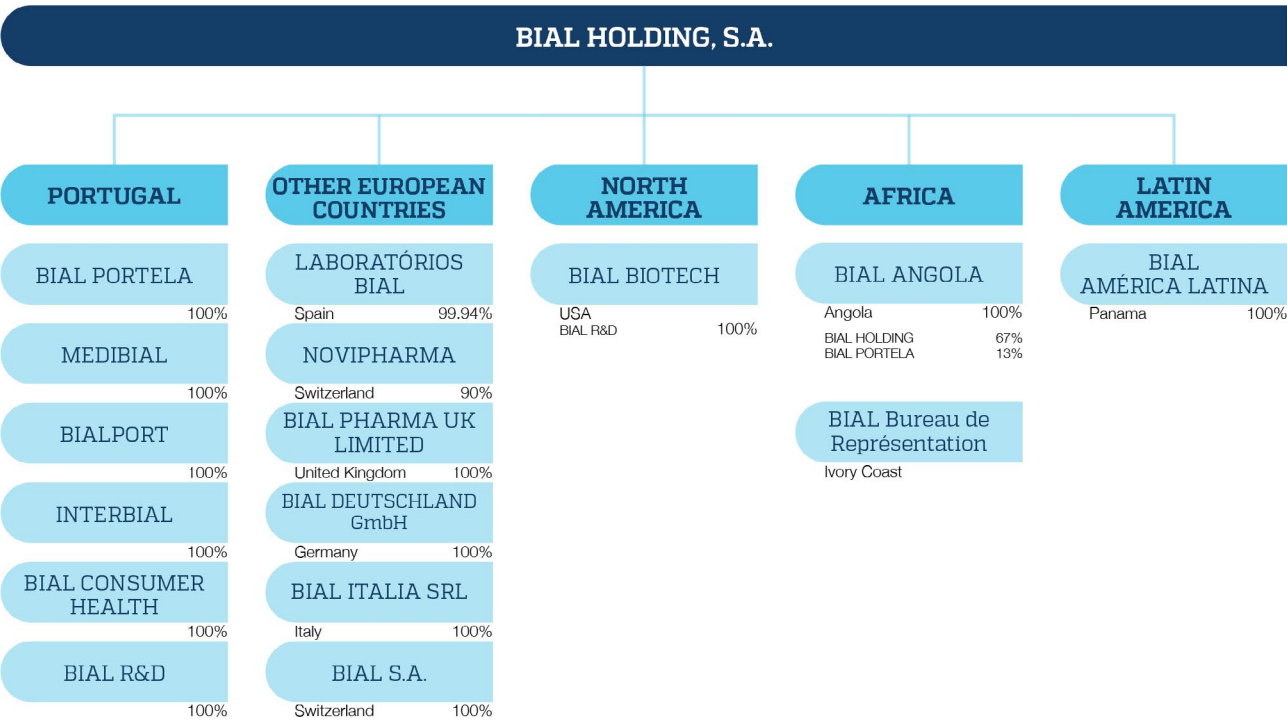 BIAL HOLDING, S.A.
PORTUGAL
BIAL PORTELA
100%
MEDIBIAL
100%
BIALPORT
100%
INTERBIAL
100%
BIAL CONSUMER
HEALTH
100%
BIAL R&D
100%
OTHER EUROPEAN
COUNTRIES
LABORATÓRIOS
BIAL
Spain 99.94%
NOVIPHARMA
Switzerland 90%
BIAL PHARMA UK
LIMITED
United Kingdom 100%
BIAL DEUTSCHLAND
GmbH
Germany 100%
BIAL ITALIA SRL
Italy 100%
BIAL S.A.
Switzerland 100%
NORTH
AMERICA
BIAL BIOTECH
USA
BIAL R&D 100%
AFRICA
BIAL ANGOLA
Angola 100%
BIAL HOLDING 67%
BIAL PORTELA 13%
BIAL Bureau de
Représentation
Ivory Coast
LATIN
AMERICA
BIAL
AMÉRICA LATINA
Panama 100%